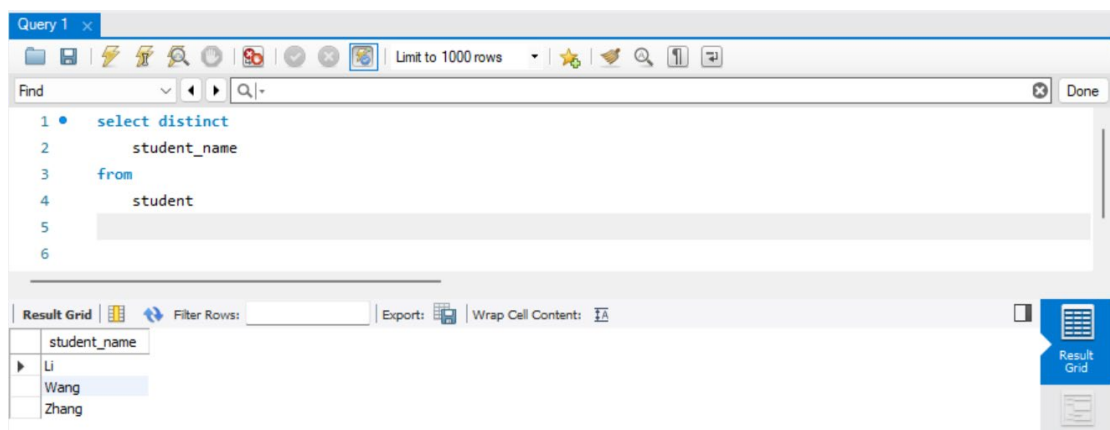 Query 1
Limit to 1000 rows
Find
Done
1 select distinct
2 student_name
3 from
4 student
5
6
Result Grid Filter Rows: Export: Wrap Cell Content: IA
student_name
Li
Wang
Zhang
Result
Grid